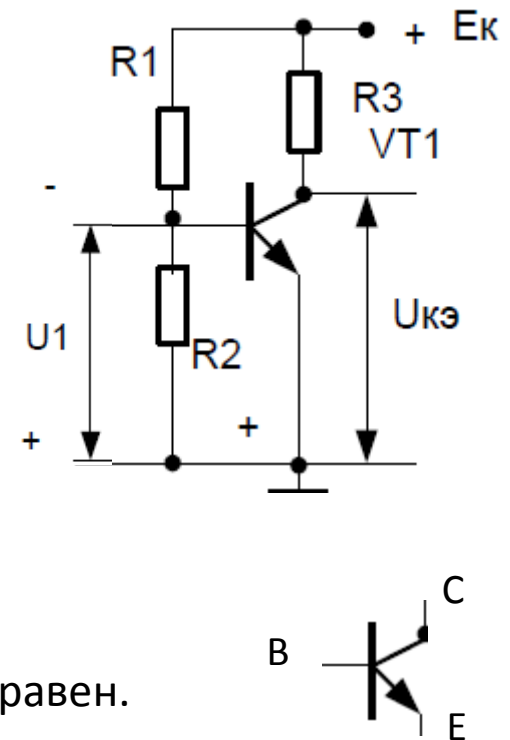 + Ек
R1
R3
VT1
-
U1
Uкэ
R2
+
+
C
B
равен.
E